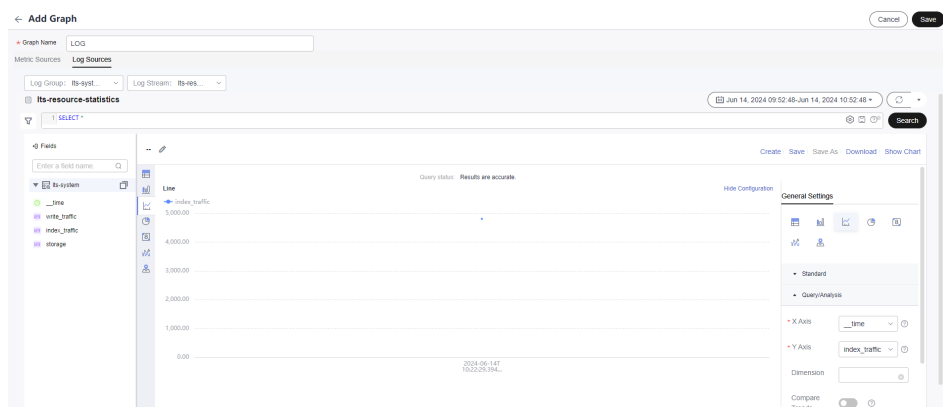 ← Add Graph
Cancel
Save
* Graph Name
LOG
Metric Sources
Log Sources
Log Group: lts-syst...
Log Stream: lts-res...
lts-resource-statistics
Jun 14, 2024 09:52:48-Jun 14, 2024 10:52:48
1 SELECT *
Search
Fields
Enter a field name.
lts-system
__time
write_traffic
index_traffic
storage
--
Create
Save
Save As
Download
Show Chart
Query status: Results are accurate.
Line
Hide Configuration
index_traffic
5,000.00
4,000.00
3,000.00
2,000.00
1,000.00
0.00
2024-06-14T
10:22:29.394...
General Settings
Standard
Query/Analysis
* X Axis
__time
* Y Axis
index_traffic
Dimension
Compare